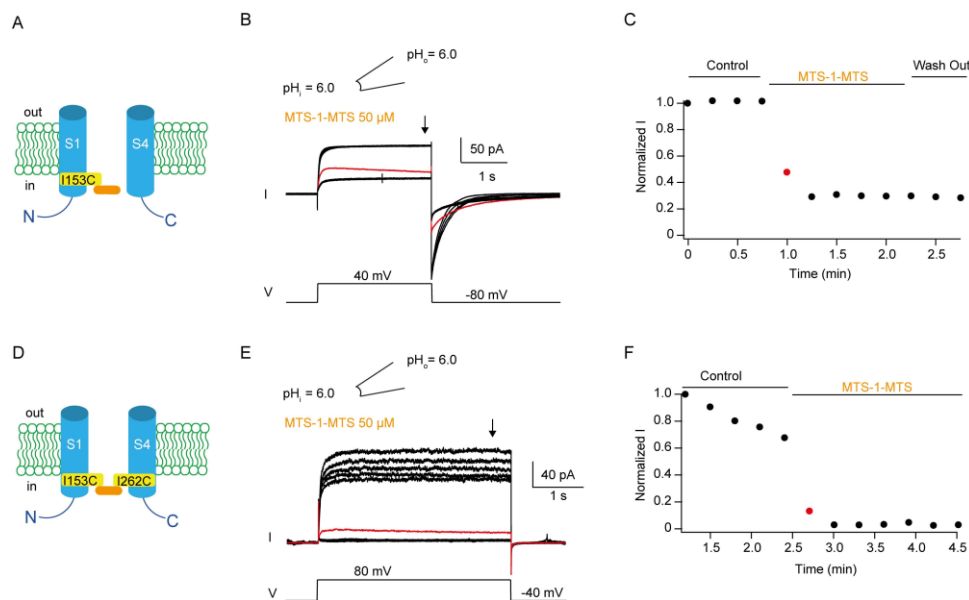 A
out
in
S1
S4
I153C
N
C
B
pHo = 6.0
pHi = 6.0
MTS-1-MTS 50 µM
50 pA
1 s
I
40 mV
V
-80 mV
C
Control
MTS-1-MTS
Wash Out
Normalized I
1.0
0.8
0.6
0.4
0.2
0
0
0.5
1.0
1.5
2.0
2.5
Time (min)
D
out
in
S1
S4
I153C
I262C
N
C
E
pHo = 6.0
pHi = 6.0
MTS-1-MTS 50 µM
40 pA
1 s
I
80 mV
V
-40 mV
F
Control
MTS-1-MTS
Normalized I
1.0
0.8
0.6
0.4
0.2
0
1.5
2.0
2.5
3.0
3.5
4.0
4.5
Time (min)